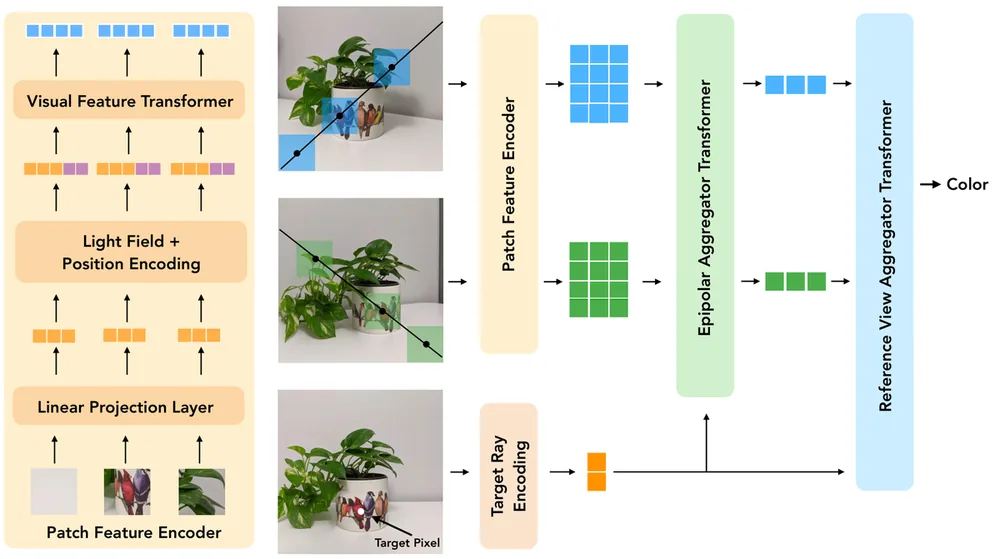 Visual Feature Transformer
Light Field +
Position Encoding
Linear Projection Layer
Patch Feature Encoder
Target Pixel
Patch Feature Encoder
Target Ray
Encoding
Epipolar Aggregator Transformer
Reference View Aggregator Transformer
Color